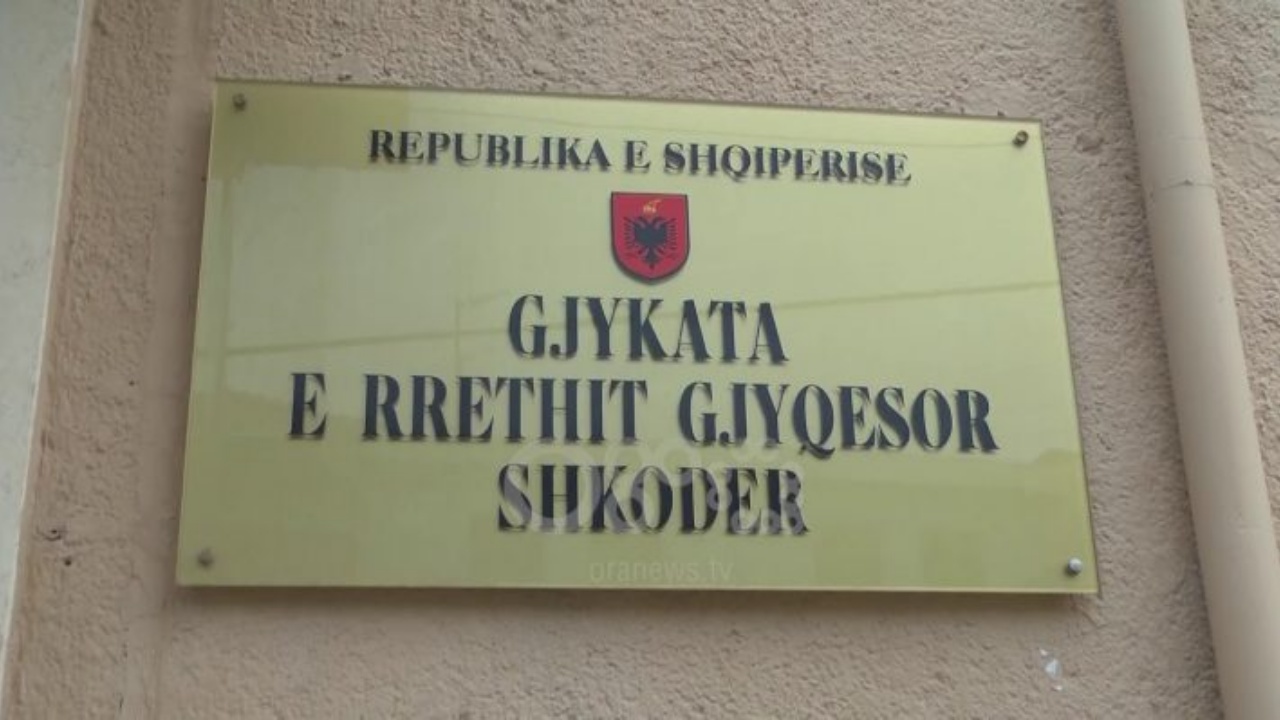 REPUBLIKA E SHQIPERISE
GJYKATA
E RRETHIT GJYQESOR
SHKODER
oranews.tv